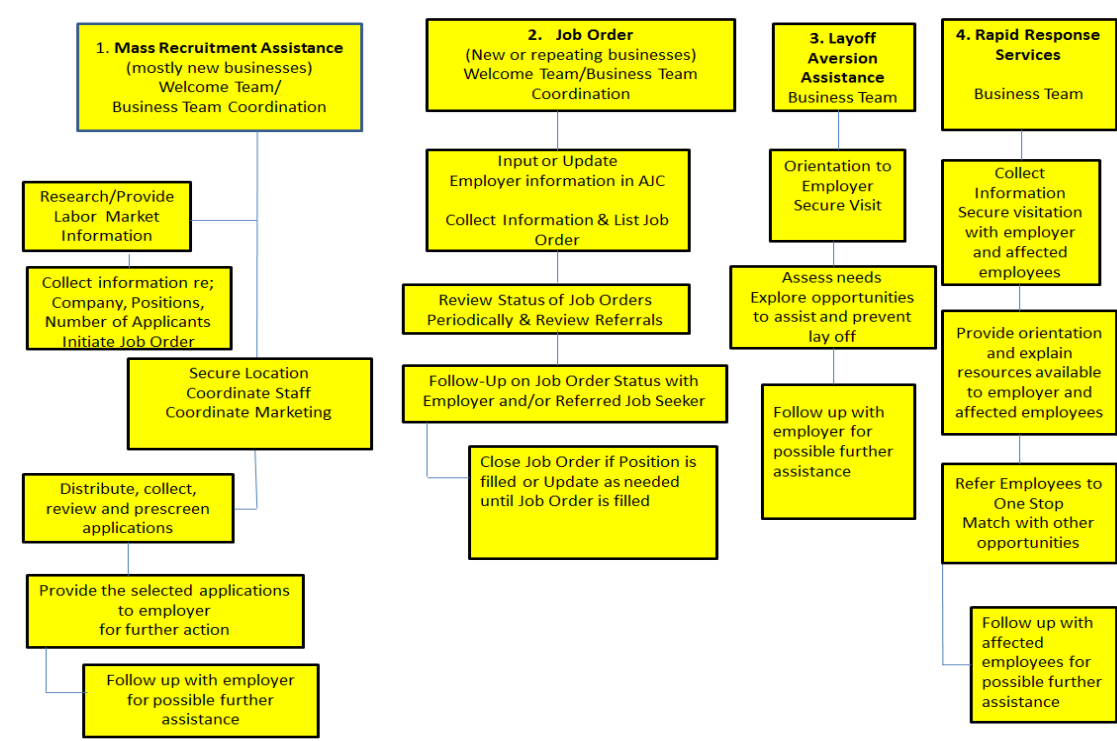 1. Mass Recruitment Assistance
(mostly new businesses)
Welcome Team/
Business Team Coordination
Research/Provide
Labor Market
Information
Collect information re;
Company, Positions,
Number of Applicants
Initiate Job Order
Secure Location
Coordinate Staff
Coordinate Marketing
Distribute, collect,
review and prescreen
applications
Provide the selected applications
to employer
for further action
Follow up with employer
for possible further
assistance
2. Job Order
(New or repeating businesses)
Welcome Team/Business Team
Coordination
Input or Update
Employer information in AJC
Collect Information & List Job
Order
Review Status of Job Orders
Periodically & Review Referrals
Follow-Up on Job Order Status with
Employer and/or Referred Job Seeker
Close Job Order if Position is
filled or Update as needed
until Job Order is filled
3. Layoff
Aversion
Assistance
Business Team
Orientation to
Employer
Secure Visit
Assess needs
Explore opportunities
to assist and prevent
lay off
Follow up with
employer for
possible further
assistance
4. Rapid Response
Services
Business Team
Collect
Information
Secure visitation
with employer
and affected
employees
Provide orientation
and explain
resources available
to employer and
affected employees
Refer Employees to
One Stop
Match with other
opportunities
Follow up with
affected
employees for
possible further
assistance